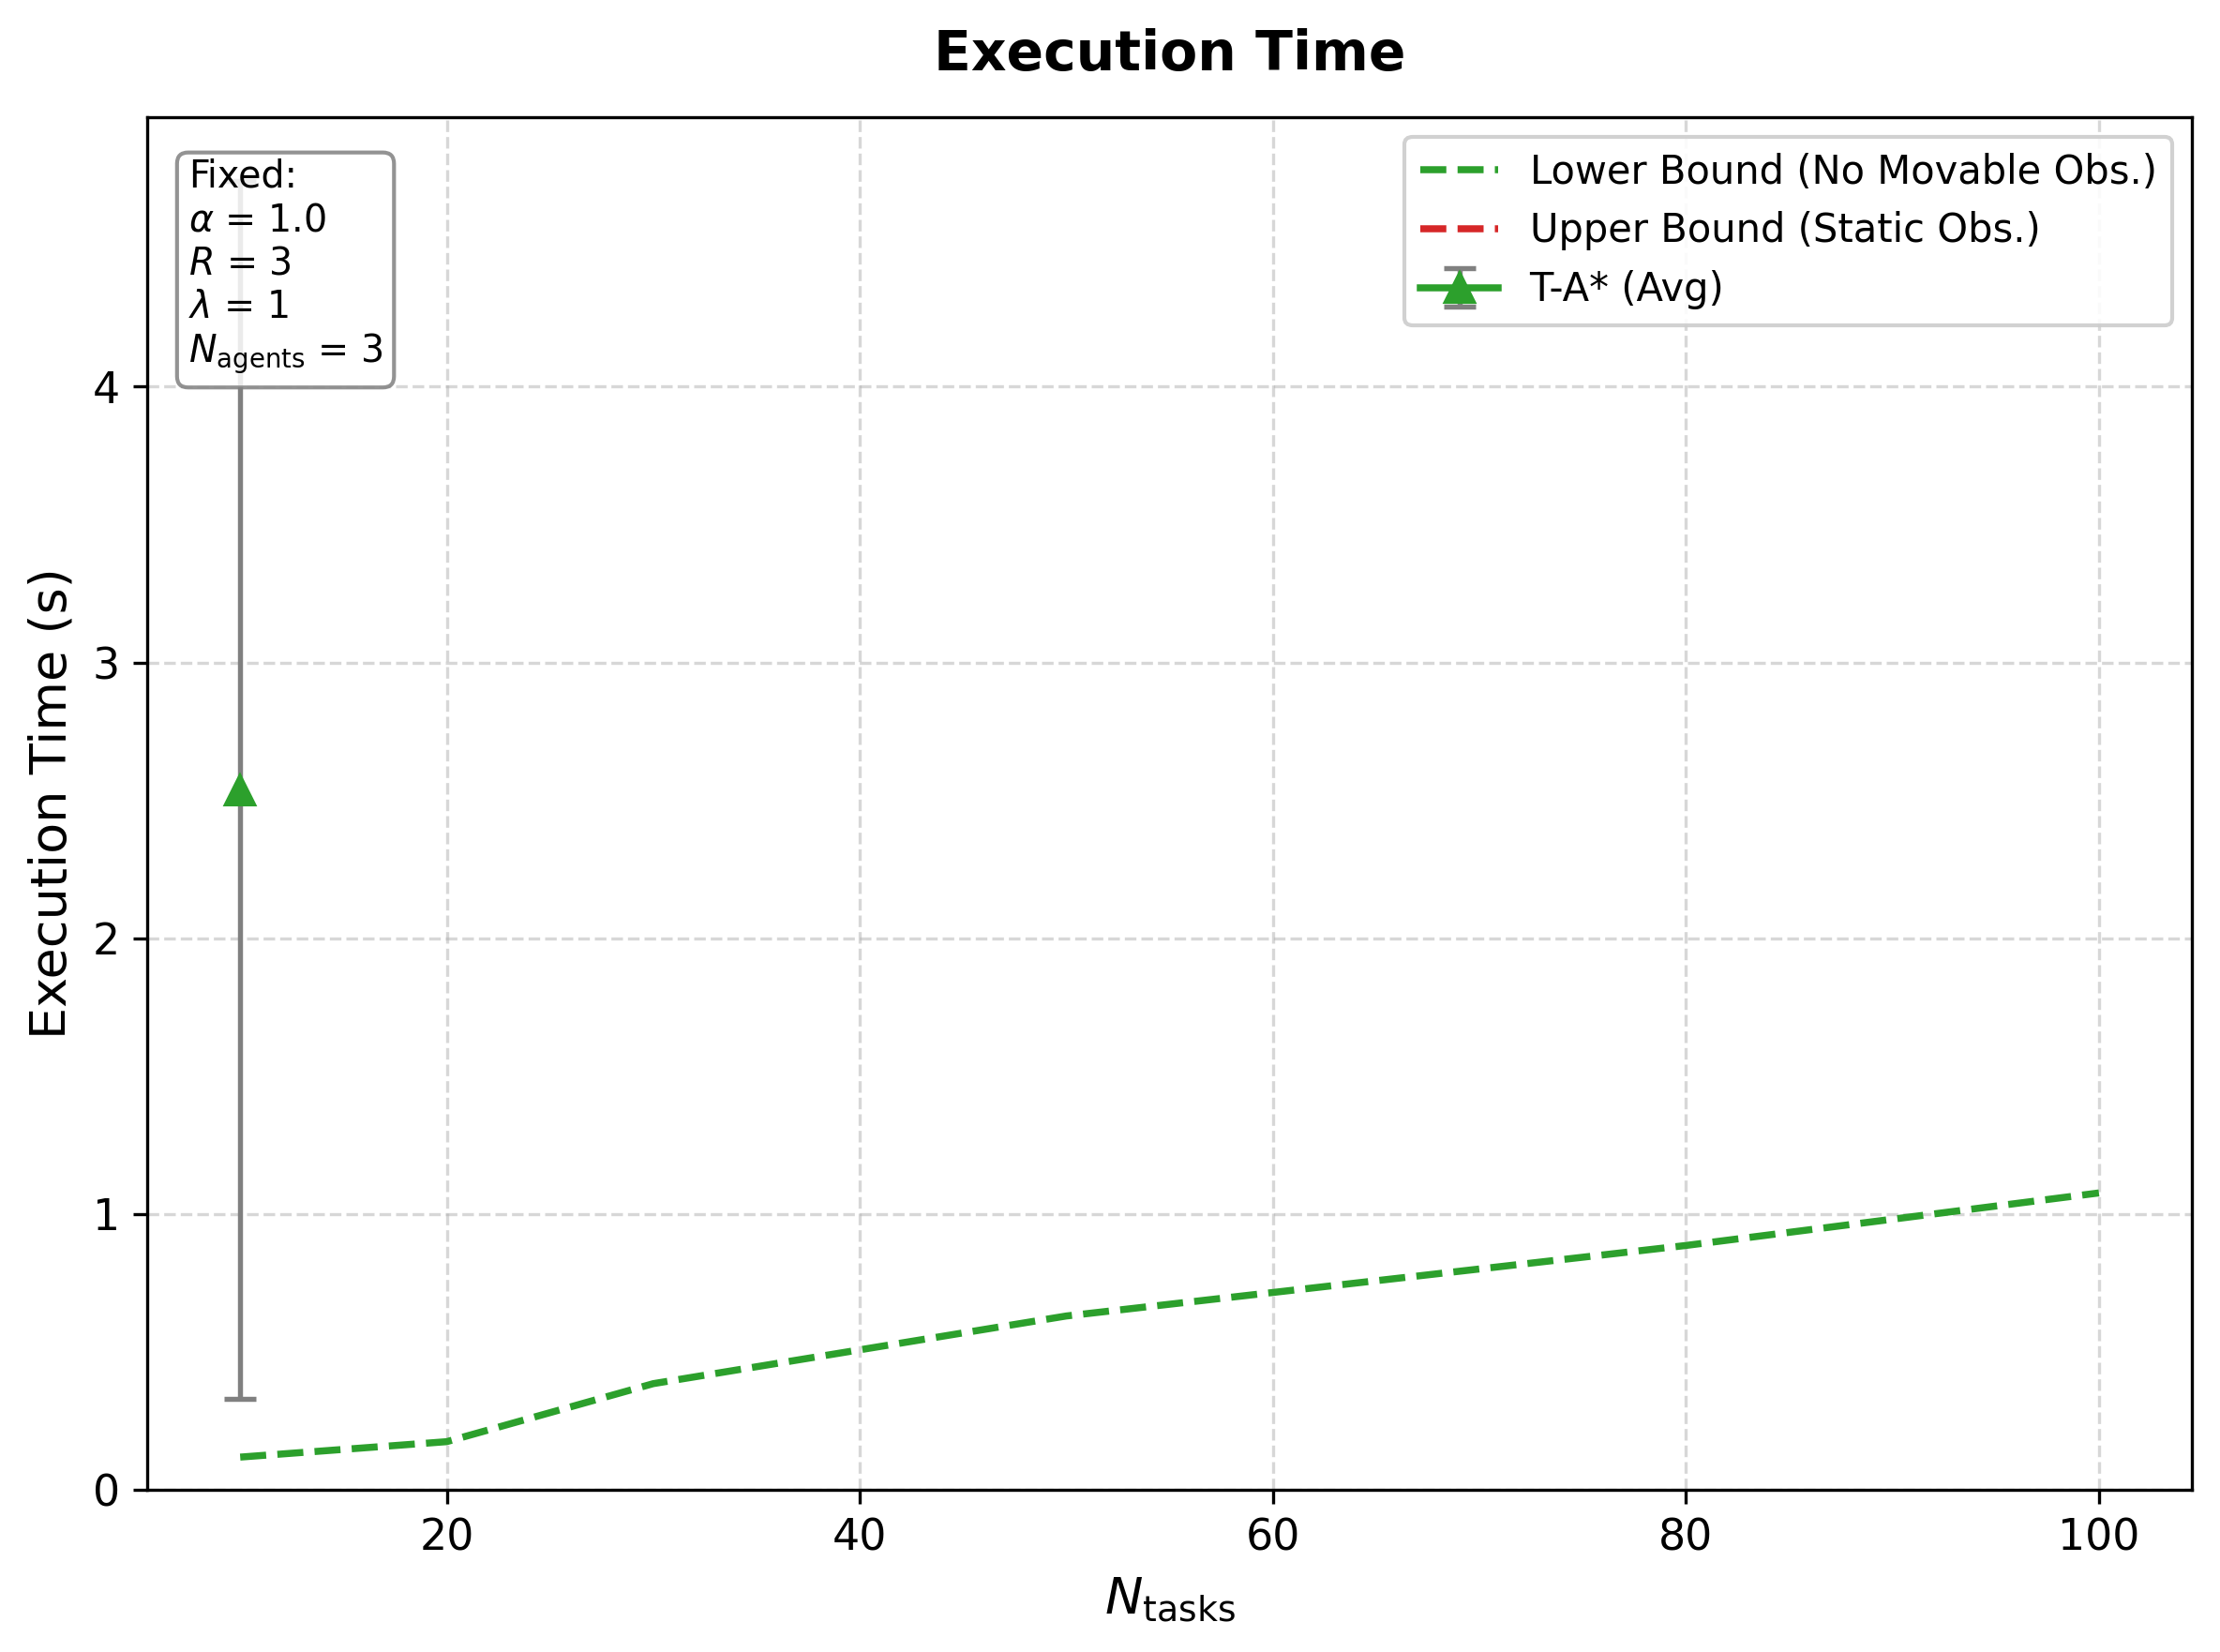 Execution Time
Fixed:
α = 1.0
R = 3
λ = 1
N_agents = 3
Lower Bound (No Movable Obs.)
Upper Bound (Static Obs.)
T-A* (Avg)
Execution Time (s)
4
3
2
1
0
20 40 60 80 100
N_tasks